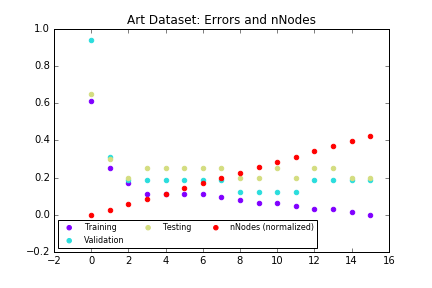 Art Dataset: Errors and nNodes
1.0
0.8
0.6
0.4
0.2
0.0
−0.2
Training Testing nNodes (normalized)
Validation
−2 0 2 4 6 8 10 12 14 16